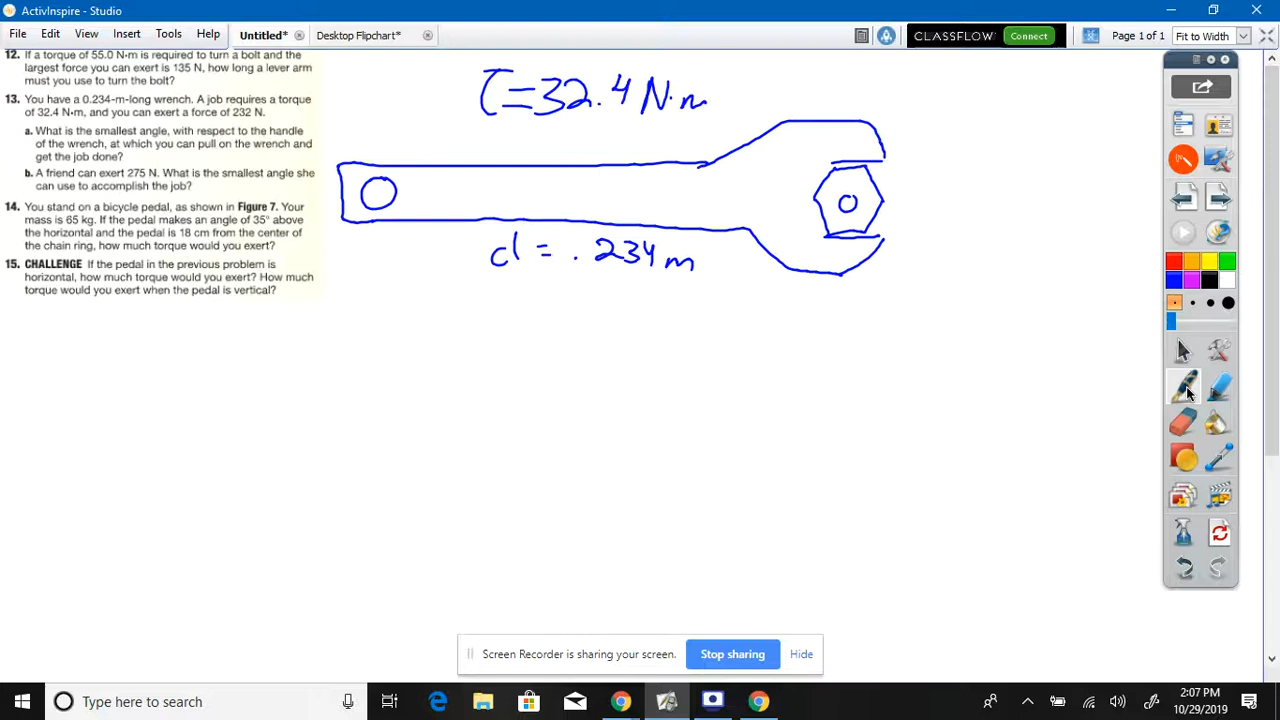 ActivInspire - Studio
File Edit View Insert Tools Help Untitled* Desktop Flipchart* CLASSFLOW Connect Page 1 of 1 Fit to Width
12. If a torque of 55.0 N·m is required to turn a bolt and the
largest force you can exert is 135 N, how long a lever arm
must you use to turn the bolt?
13. You have a 0.234-m-long wrench. A job requires a torque
of 32.4 N·m, and you can exert a force of 232 N.
a. What is the smallest angle, with respect to the handle
of the wrench, at which you can pull on the wrench and
get the job done?
b. A friend can exert 275 N. What is the smallest angle she
can use to accomplish the job?
14. You stand on a bicycle pedal, as shown in Figure 7. Your
mass is 65 kg. If the pedal makes an angle of 35° above
the horizontal and the pedal is 18 cm from the center of
the chain ring, how much torque would you exert?
15. CHALLENGE If the pedal in the previous problem is
horizontal, how much torque would you exert? How much
torque would you exert when the pedal is vertical?
τ=32.4 N·m
d = .234 m
Screen Recorder is sharing your screen. Stop sharing Hide
Type here to search
2:07 PM
10/29/2019